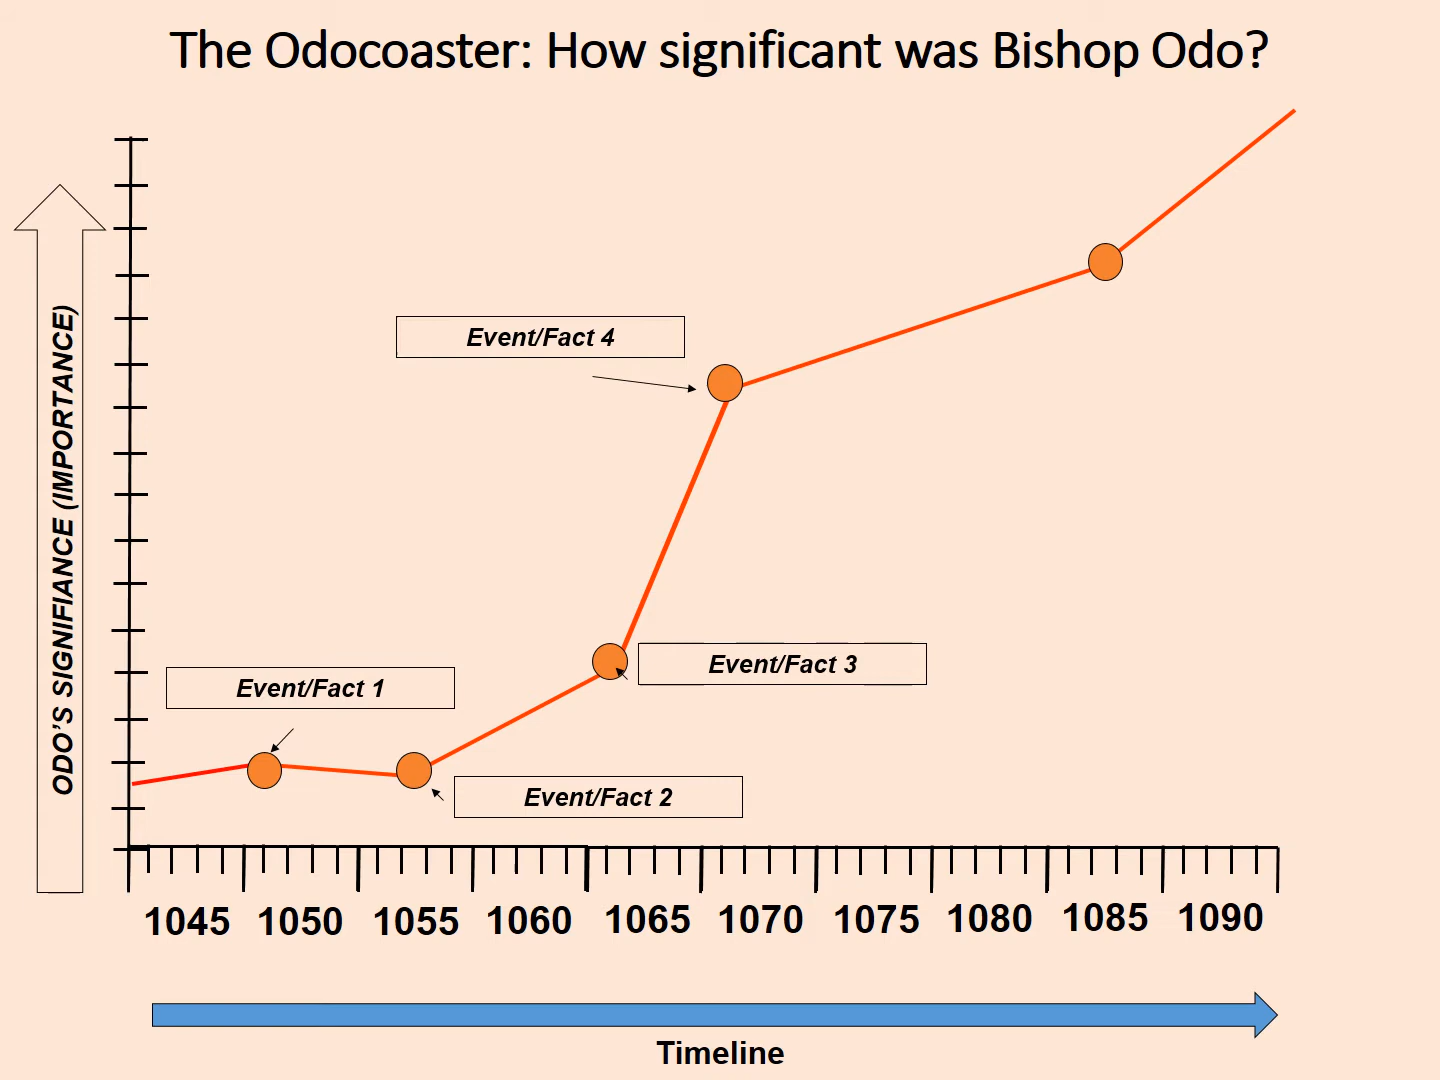 The Odocoaster: How significant was Bishop Odo?
ODO'S SIGNIFIANCE (IMPORTANCE)
Event/Fact 4
Event/Fact 3
Event/Fact 1
Event/Fact 2
1045 1050 1055 1060 1065 1070 1075 1080 1085 1090
Timeline